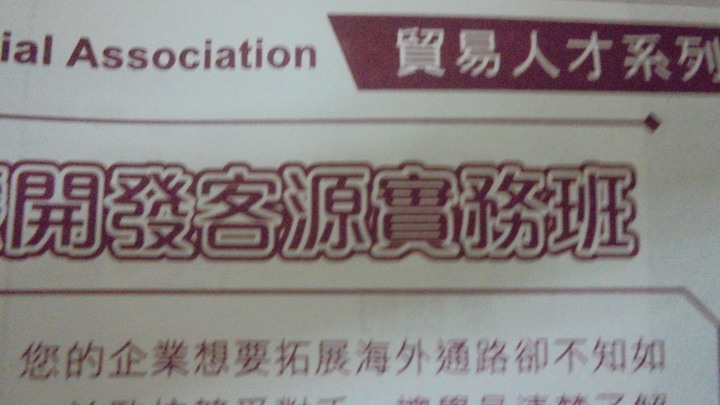 ial Association
貿易人才系列
開發客源實務班
您的企業想要拓展海外通路卻不知如